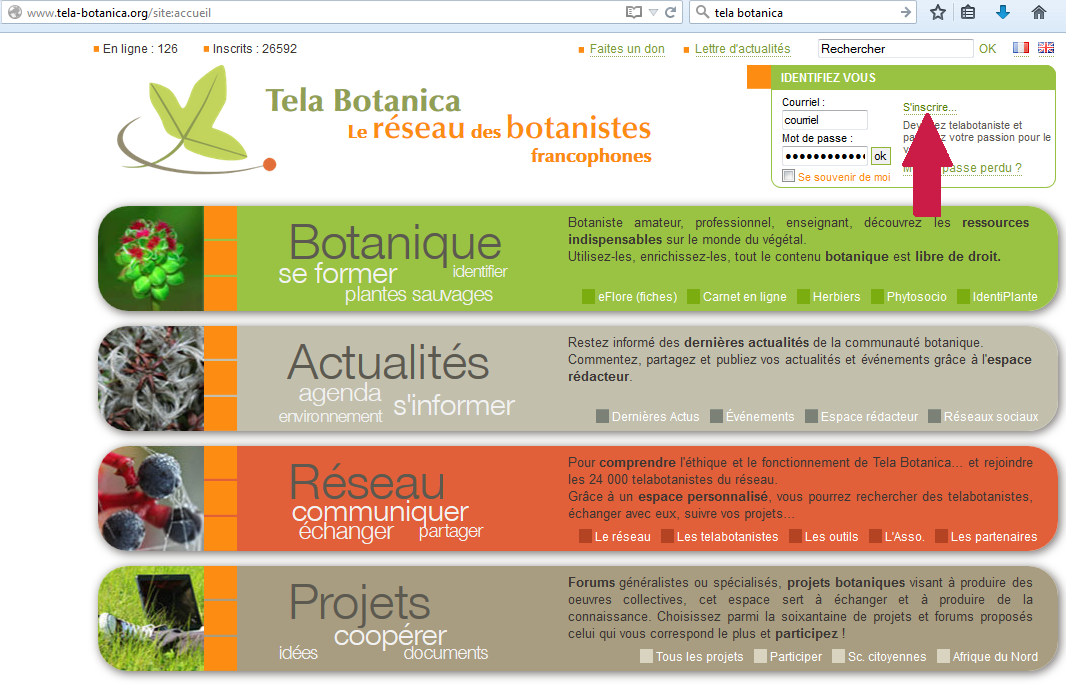 www.tela-botanica.org/site:accueil
tela botanica
En ligne : 126 Inscrits : 26592
Faites un don Lettre d'actualités Rechercher OK
Tela Botanica
Le réseau des botanistes
francophones
IDENTIFIEZ VOUS
Courriel :
courriel
Mot de passe :
ok
Se souvenir de moi
S'inscrire...
telabotaniste et
votre passion pour le
perdu ?
Botanique
se former identifier
plantes sauvages
Botaniste amateur, professionnel, enseignant, découvrez les ressources
indispensables sur le monde du végétal.
Utilisez-les, enrichissez-les, tout le contenu botanique est libre de droit.
eFlore (fiches) Carnet en ligne Herbiers Phytosocio IdentiPlante
Actualités
agenda
environnement s'informer
Restez informé des dernières actualités de la communauté botanique.
Commentez, partagez et publiez vos actualités et événements grâce à l'espace
rédacteur.
Dernières Actus Événements Espace rédacteur Réseaux sociaux
Réseau
communiquer
échanger partager
Pour comprendre l'éthique et le fonctionnement de Tela Botanica... et rejoindre
les 24 000 telabotanistes du réseau.
Grâce à un espace personnalisé, vous pourrez rechercher des telabotanistes,
échanger avec eux, suivre vos projets...
Le réseau Les telabotanistes Les outils L'Asso. Les partenaires
Projets
coopérer
idées documents
Forums généralistes ou spécialisés, projets botaniques visant à produire des
oeuvres collectives, cet espace sert à échanger et à produire de la
connaissance. Choisissez parmi la soixantaine de projets et forums proposés
celui qui vous correspond le plus et participez !
Tous les projets Participer Sc. citoyennes Afrique du Nord